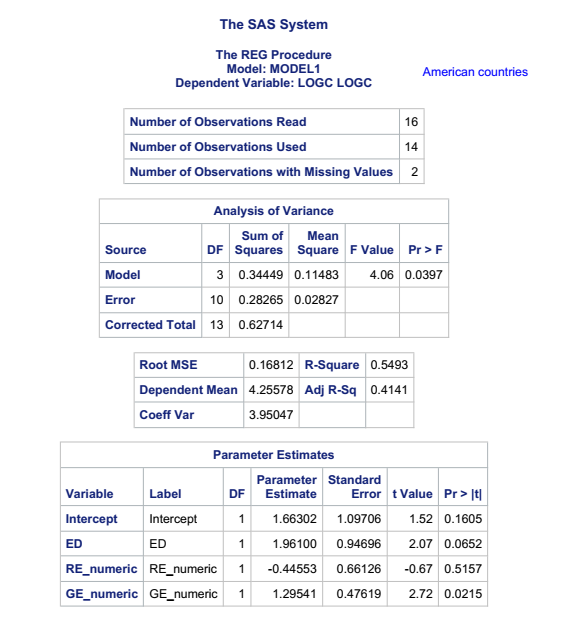 The SAS System
The REG Procedure
Model: MODEL1
Dependent Variable: LOGC LOGC
American countries
Number of Observations Read 16
Number of Observations Used 14
Number of Observations with Missing Values 2
Analysis of Variance
Source DF Sum of Squares Mean Square F Value Pr > F
Model 3 0.34449 0.11483 4.06 0.0397
Error 10 0.28265 0.02827
Corrected Total 13 0.62714
Root MSE 0.16812 R-Square 0.5493
Dependent Mean 4.25578 Adj R-Sq 0.4141
Coeff Var 3.95047
Parameter Estimates
Variable Label DF Parameter Estimate Standard Error t Value Pr > |t|
Intercept Intercept 1 1.66302 1.09706 1.52 0.1605
ED ED 1 1.96100 0.94696 2.07 0.0652
RE_numeric RE_numeric 1 -0.44553 0.66126 -0.67 0.5157
GE_numeric GE_numeric 1 1.29541 0.47619 2.72 0.0215